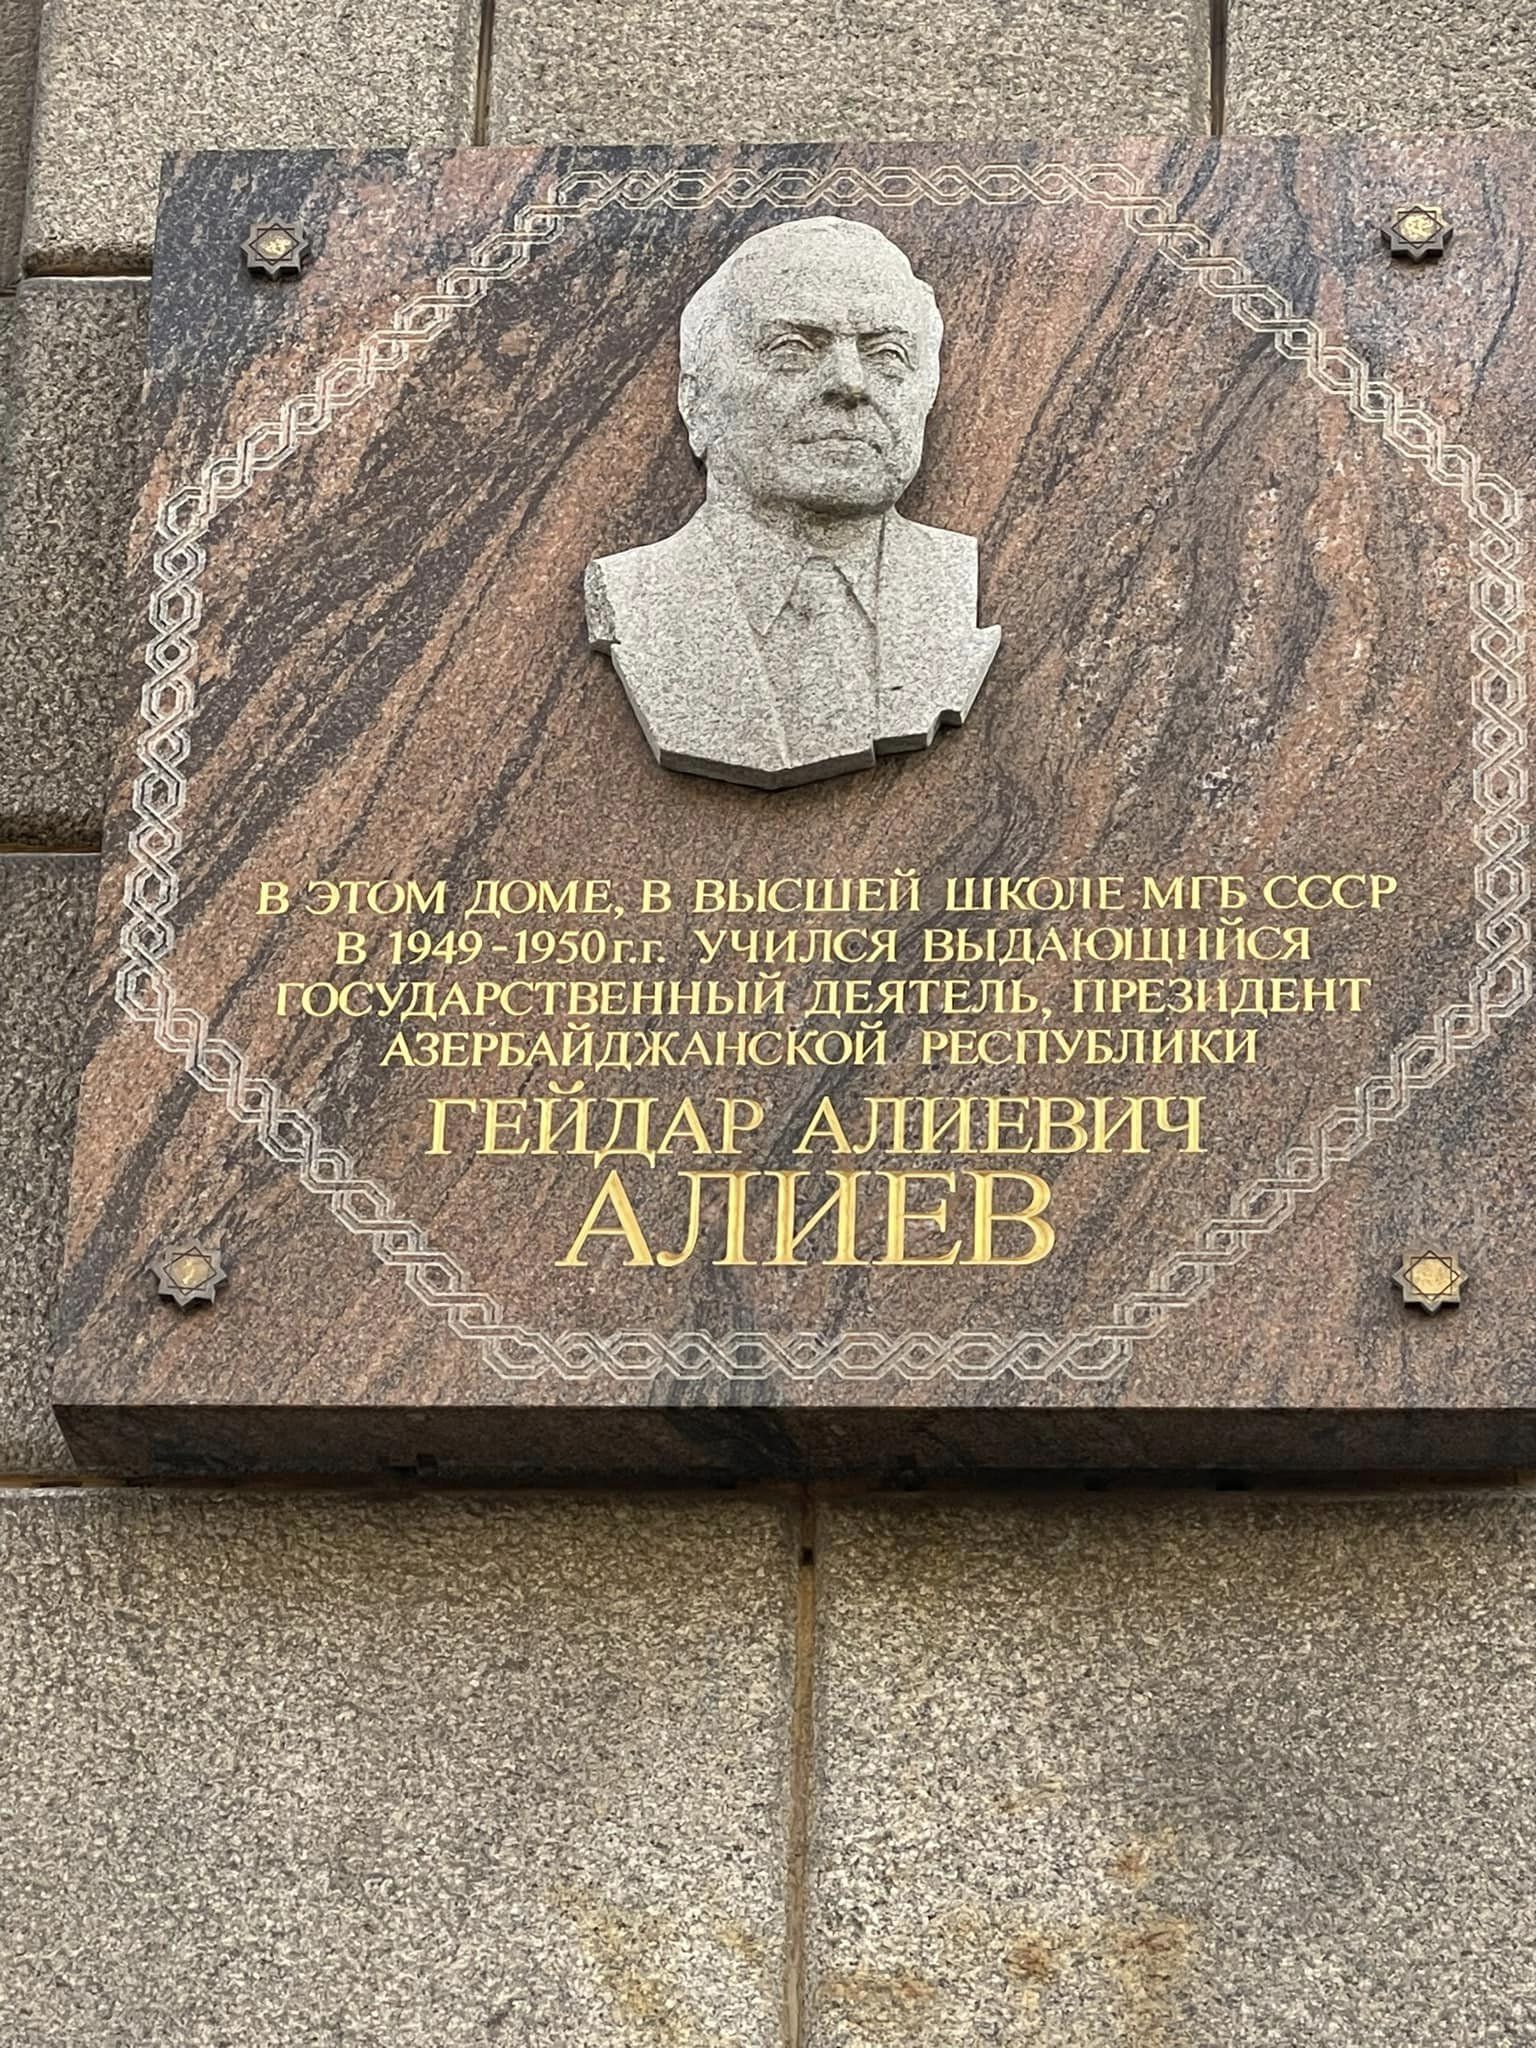 В ЭТОМ ДОМЕ, В ВЫСШЕЙ ШКОЛЕ МГБ СССР
В 1949-1950г.г. УЧИЛСЯ ВЫДАЮЩИЙСЯ
ГОСУДАРСТВЕННЫЙ ДЕЯТЕЛЬ, ПРЕЗИДЕНТ
АЗЕРБАЙДЖАНСКОЙ РЕСПУБЛИКИ
ГЕЙДАР АЛИЕВИЧ
АЛИЕВ